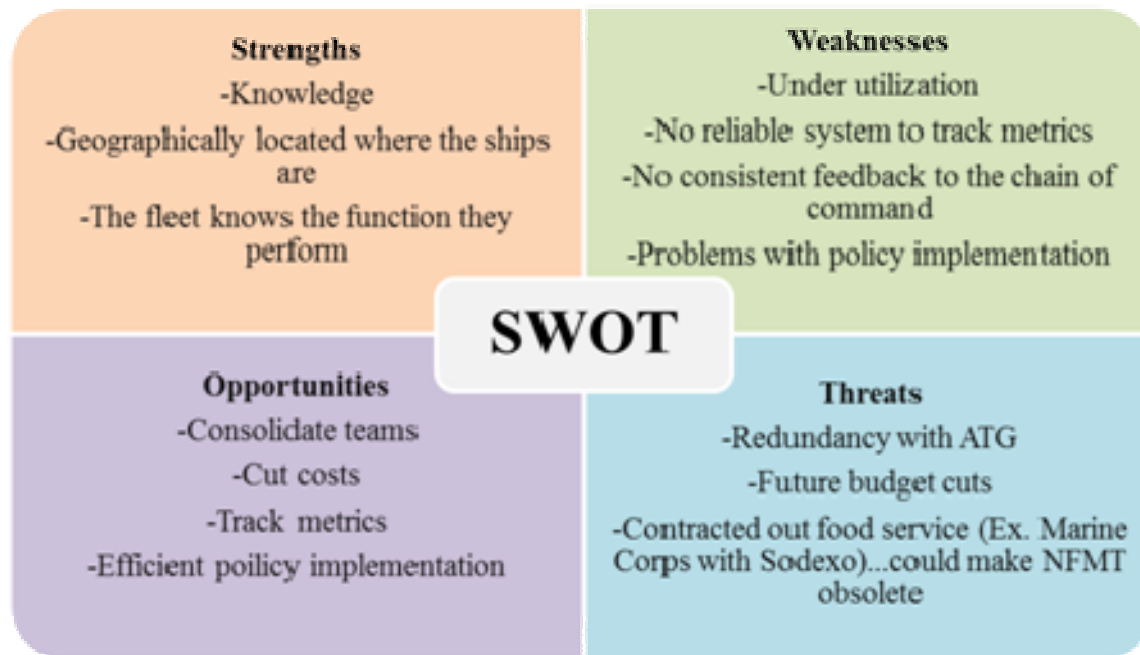 Strengths
-Knowledge
-Geographically located where the ships
are
-The fleet knows the function they
perform
Weaknesses
-Under utilization
-No reliable system to track metrics
-No consistent feedback to the chain of
command
-Problems with policy implementation
SWOT
Opportunities
-Consolidate teams
-Cut costs
-Track metrics
-Efficient poilicy implementation
Threats
-Redundancy with ATG
-Future budget cuts
-Contracted out food service (Ex. Marine
Corps with Sodexo)...could make NFMT
obsolete